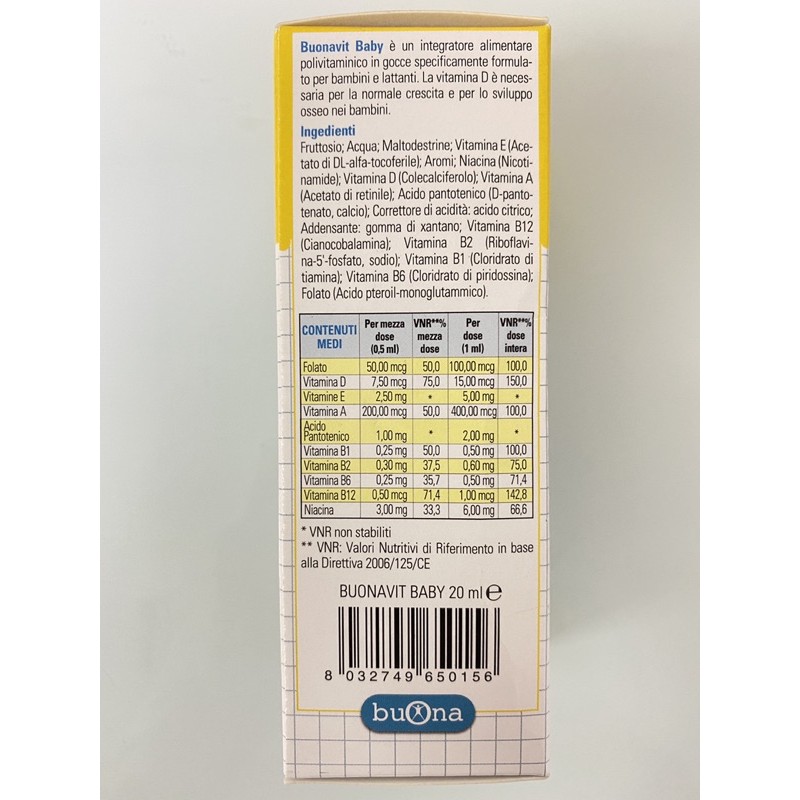 Buonavit Baby è un integratore alimentare
polivitaminico in gocce specificamente formula-
to per bambini e lattanti. La vitamina D è neces-
saria per la normale crescita e per lo sviluppo
osseo nei bambini.
Ingedienti
Fruttosio; Acqua; Maltodestrine; Vitamina E (Ace-
tato di DL-alfa-tocoferile); Aromi; Niacina (Nicoti-
namide); Vitamina D (Colecalciferolo); Vitamina A
(Acetato di retinile); Acido pantotenico (D-panto-
tenato, calcio); Correttore di acidità: acido citrico;
Addensante: gomma di xantano; Vitamina B12
(Cianocobalamina); Vitamina B2 (Riboflavi-
na-5'-fosfato, sodio); Vitamina B1 (Cloridrato di
tiamina); Vitamina B6 (Cloridrato di piridossina);
Folato (Acido pteroil-monoglutammico).
CONTENUTI MEDI Per mezza dose (0,5 ml) VNR**% mezza dose Per dose (1 ml) VNR**% dose intera
Folato 50,00 mcg 50,0 100,00 mcg 100,0
Vitamina D 7,50 mcg 75,0 15,00 mcg 150,0
Vitamine E 2,50 mg * 5,00 mg *
Vitamina A 200,00 mcg 50,0 400,00 mcg 100,0
Acido Pantotenico 1,00 mg * 2,00 mg *
Vitamina B1 0,25 mg 50,0 0,50 mg 100,0
Vitamina B2 0,30 mg 37,5 0,60 mg 75,0
Vitamina B6 0,25 mg 35,7 0,50 mg 71,4
Vitamina B12 0,50 mcg 71,4 1,00 mcg 142,8
Niacina 3,00 mg 33,3 6,00 mg 66,6
* VNR non stabiliti
** VNR: Valori Nutritivi di Riferimento in base
alla Direttiva 2006/125/CE
BUONAVIT BABY 20 ml ℮
8 032749 650156
buona